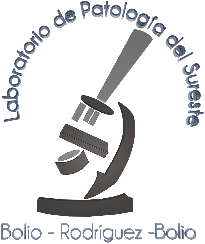 Laboratorio de Patología del Sureste
Bolio - Rodríguez -Bolio